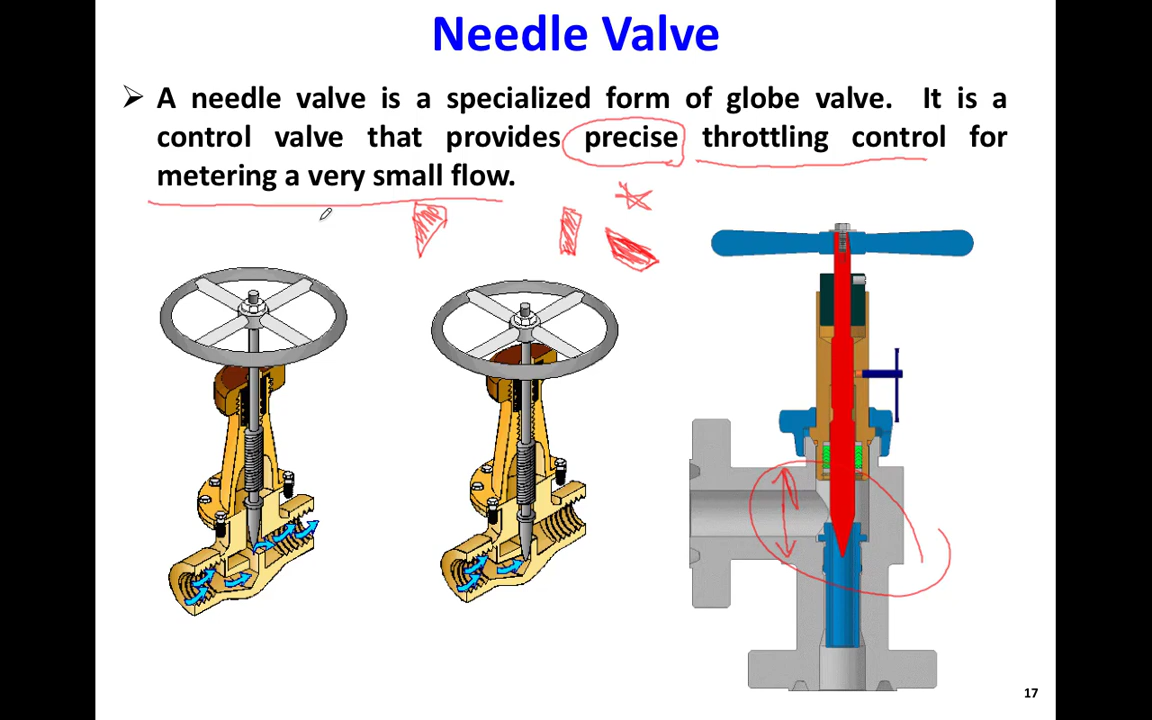 Needle Valve
➢ A needle valve is a specialized form of globe valve. It is a
control valve that provides precise throttling control for
metering a very small flow.
17